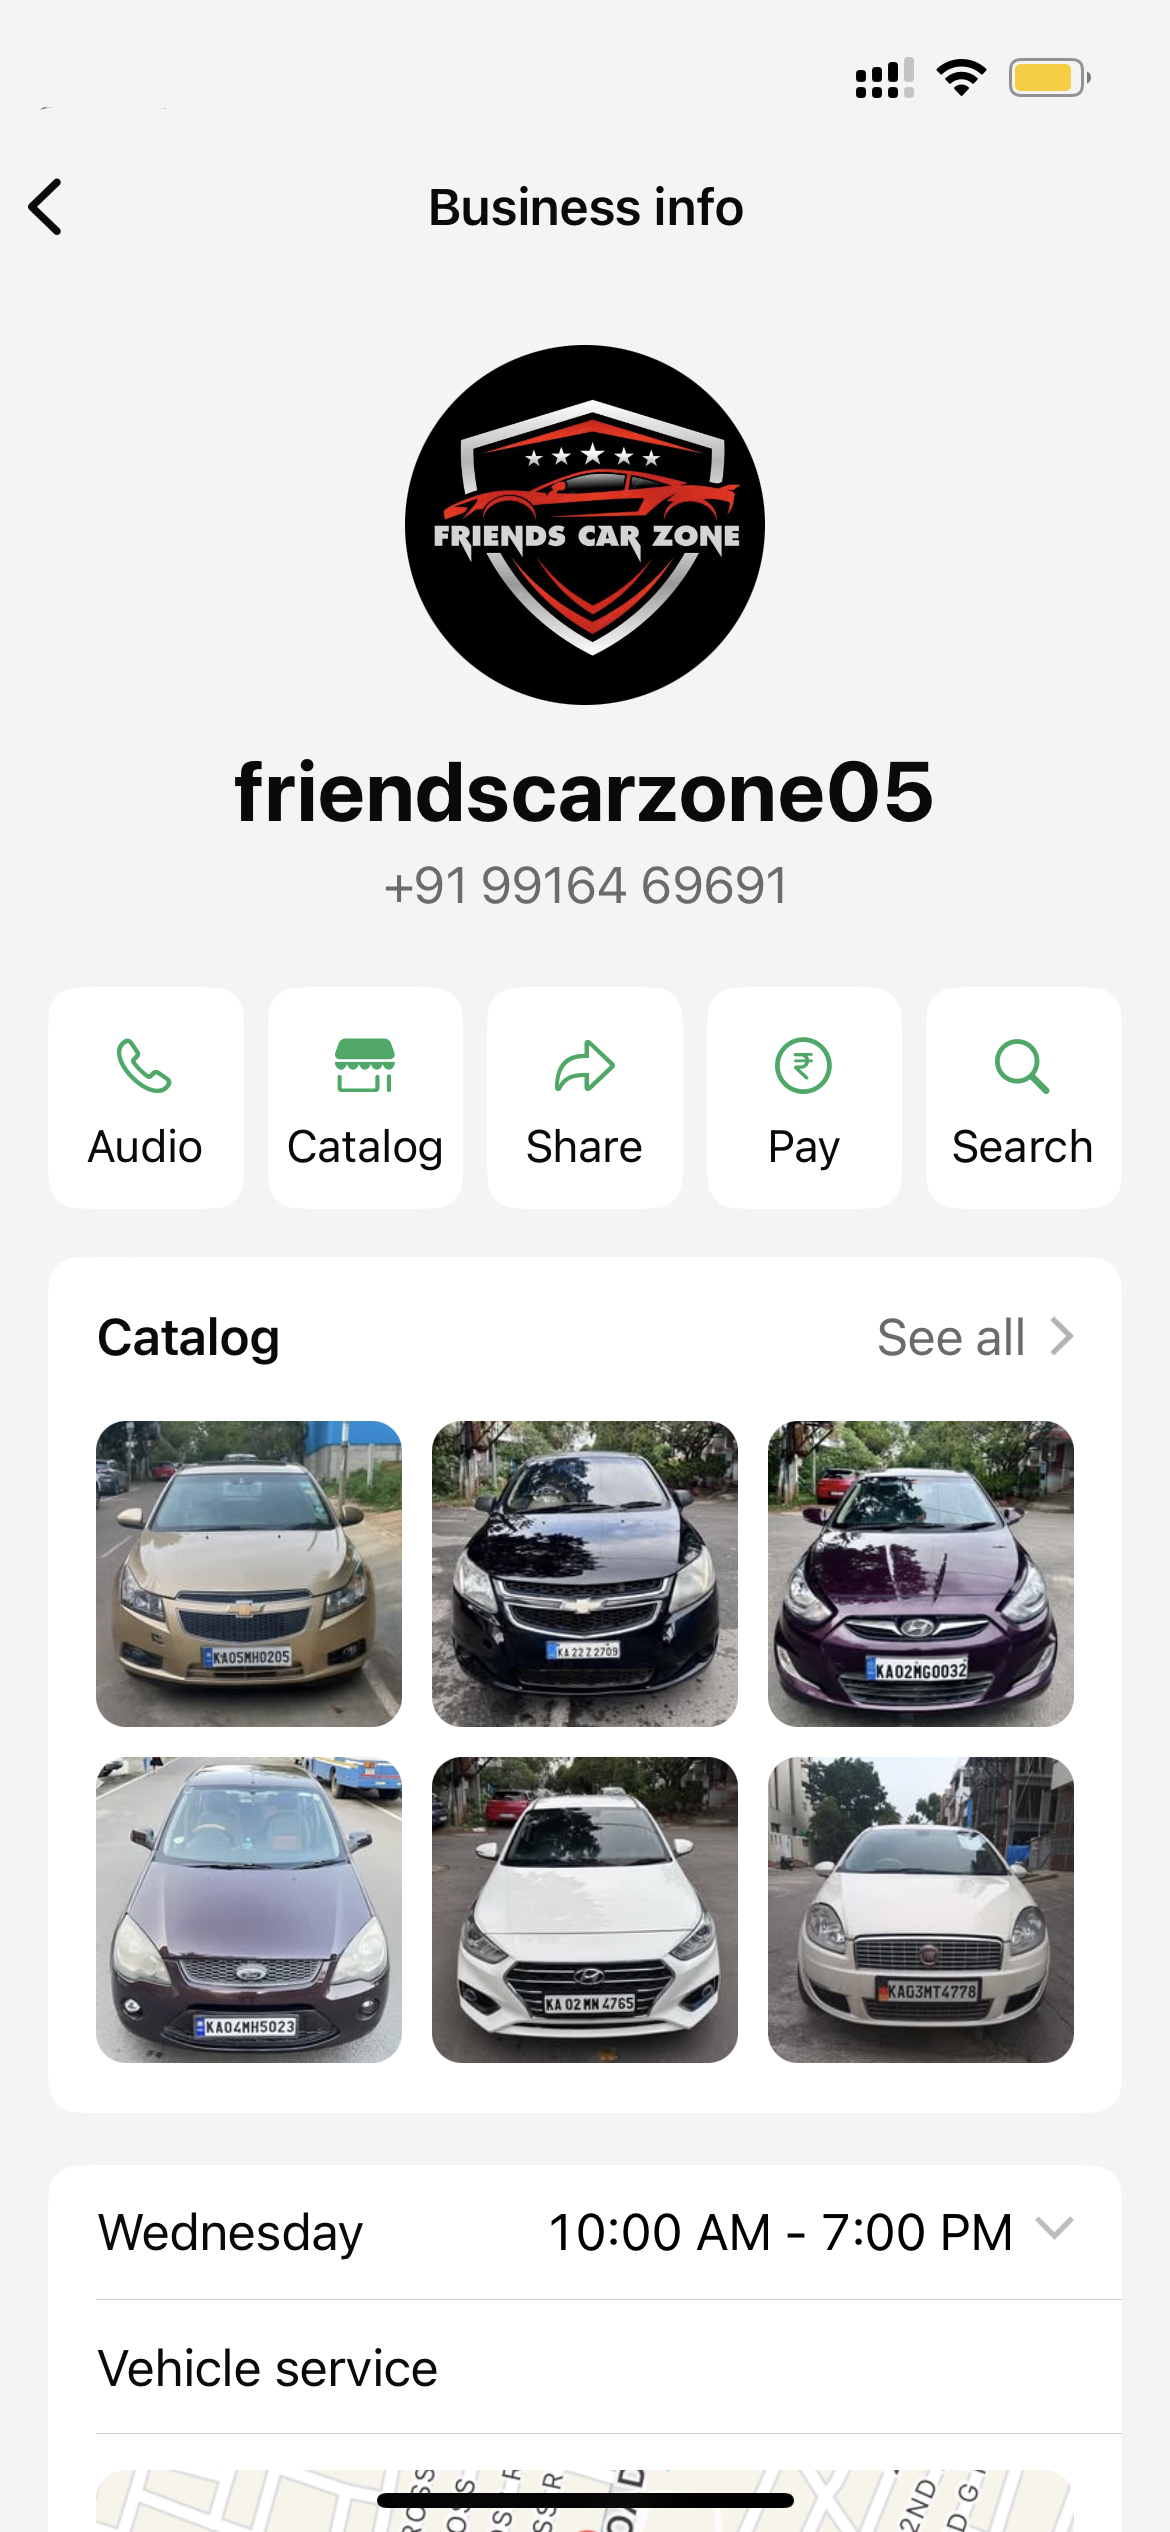 Business info
FRIENDS CAR ZONE
friendscarzone05
+91 99164 69691
Audio
Catalog
Share
₹
Pay
Search
Catalog
See all
KA05MH0205
KA 22 Z 2709
KA02MG0032
KA04MH5023
KA 02 MN 4765
KA03MT4778
Wednesday
10:00 AM - 7:00 PM
Vehicle service
2ND